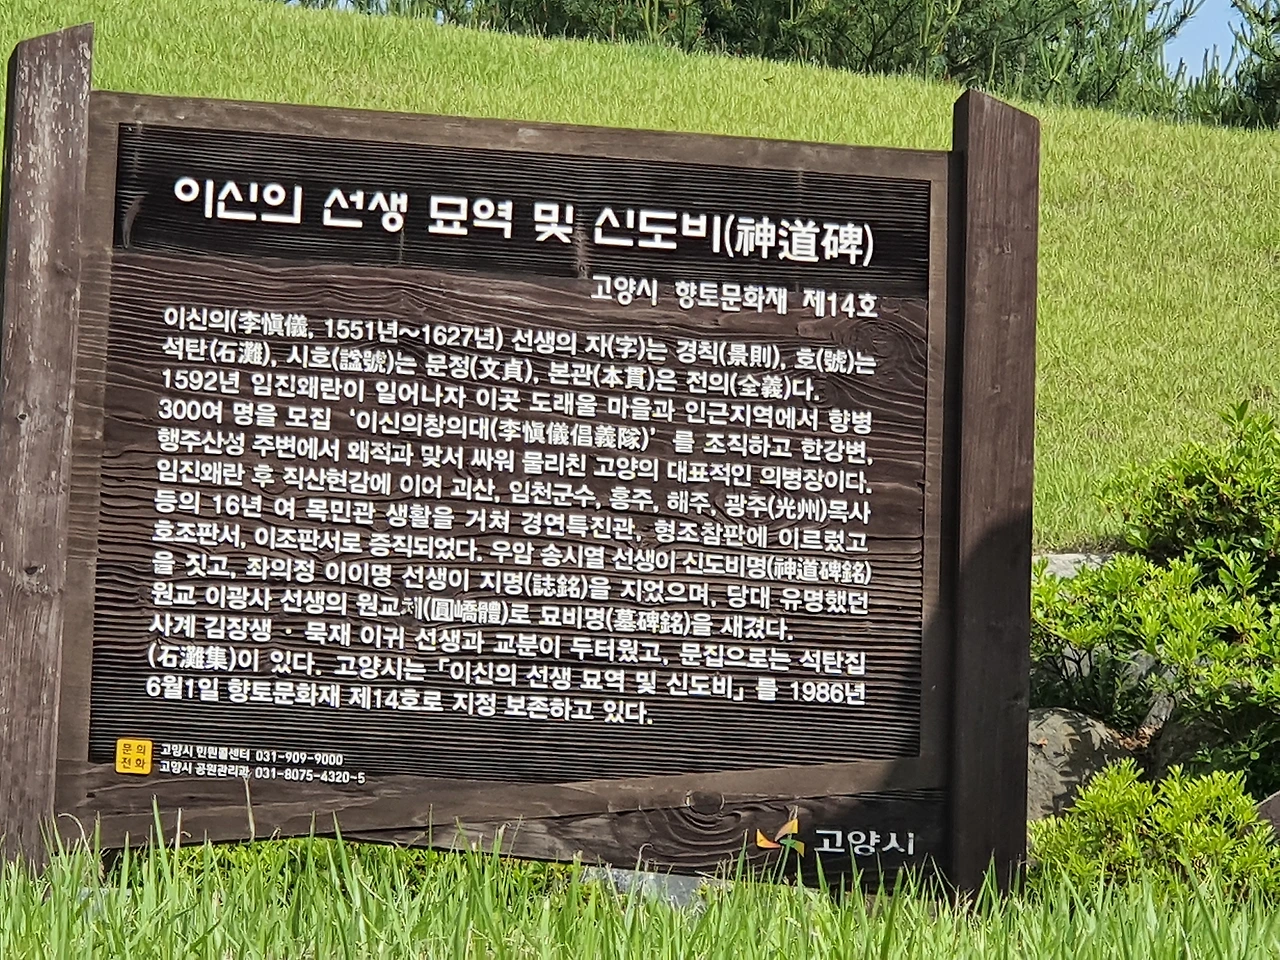 이신의 선생 묘역 및 신도비(神道碑)
고양시 향토문화재 제14호
이신의(李愼儀, 1551년~1627년) 선생의 자(字)는 경칙(景則), 호(號)는
석탄(石灘), 시호(諡號)는 문정(文貞), 본관(本貫)은 전의(全義)다.
1592년 임진왜란이 일어나자 이곳 도래울 마을과 인근지역에서 향병
300여 명을 모집 '이신의창의대(李愼儀倡義隊)' 를 조직하고 한강변,
행주산성 주변에서 왜적과 맞서 싸워 물리친 고양의 대표적인 의병장이다.
임진왜란 후 직산현감에 이어 괴산, 임천군수, 홍주, 해주, 광주(光州)목사
등의 16년 여 목민관 생활을 거쳐 경연특진관, 형조참판에 이르렀고
호조판서, 이조판서로 증직되었다. 우암 송시열 선생이 신도비명(神道碑銘)
을 짓고, 좌의정 이이명 선생이 지명(誌銘)을 지었으며, 당대 유명했던
원교 이광사 선생의 원교체(圓嶠體)로 묘비명(墓碑銘)을 새겼다.
사계 김장생 · 묵재 이귀 선생과 교분이 두터웠고, 문집으로는 석탄집
(石灘集)이 있다. 고양시는 「이신의 선생 묘역 및 신도비」를 1986년
6월1일 향토문화재 제14호로 지정 보존하고 있다.
문의
전화
고양시 민원콜센터 031-909-9000
고양시 공원관리과 031-8075-4320~5
고양시